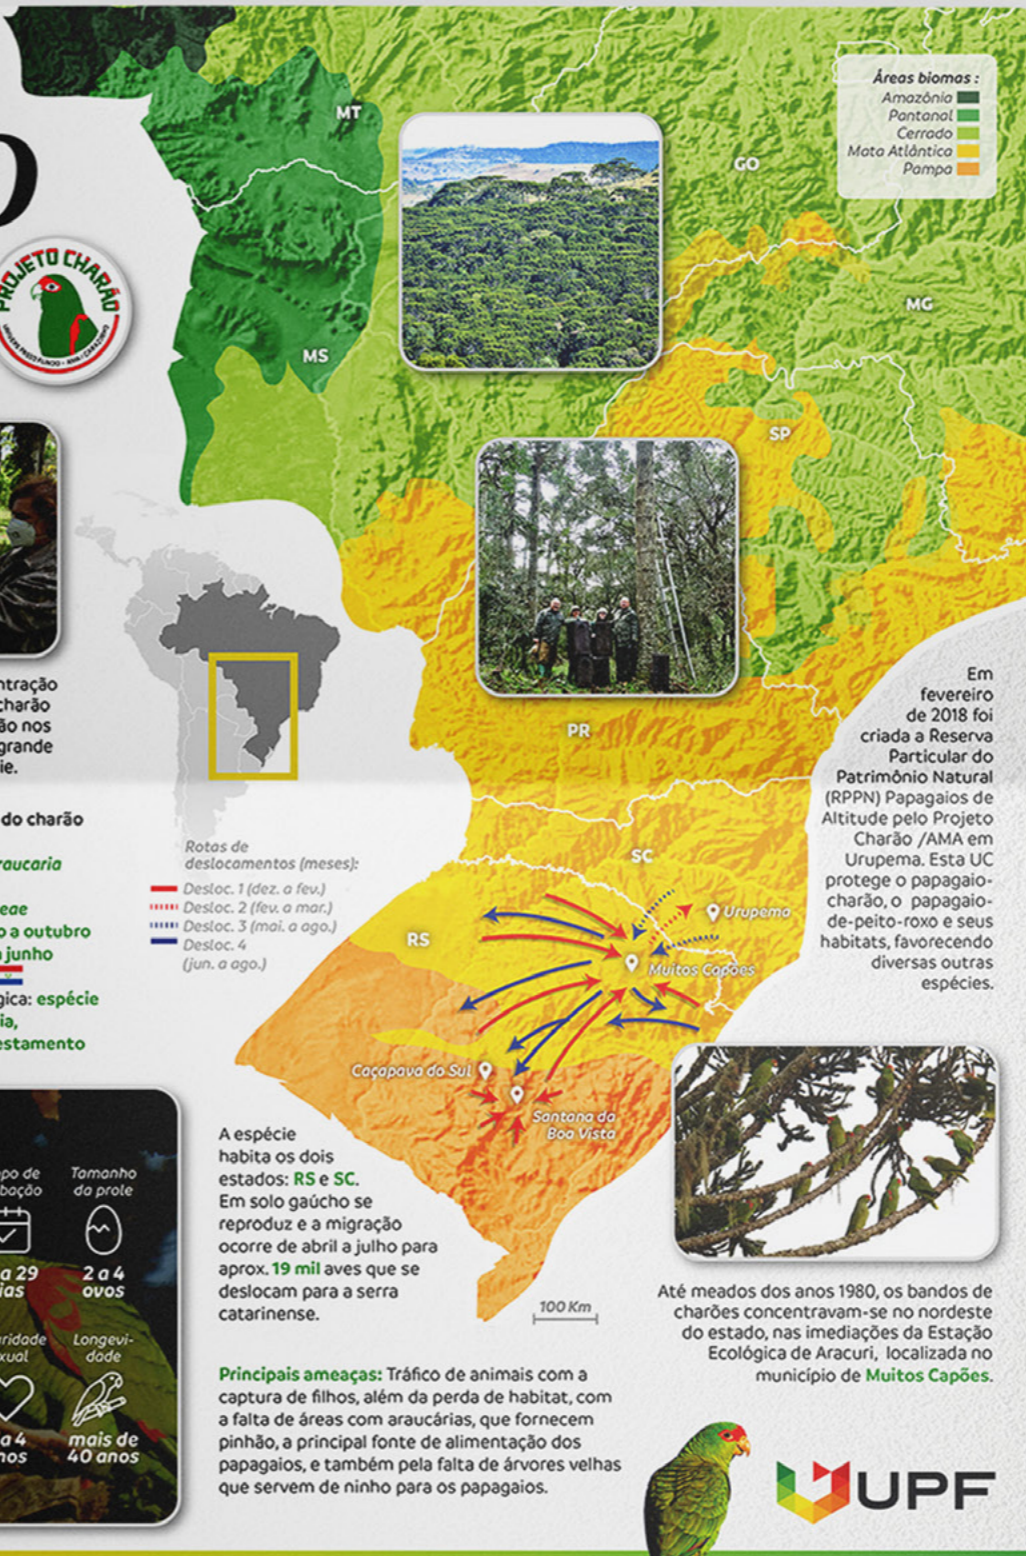 MT
Áreas biomas :
Amazônia
Pantanal
Cerrado
Mata Atlântica
Pampa
GO
PROJETO CHARÃO
MG
MS
SP
ntração
charão
ão nos
grande
ie.
do charão
raucaria
eae
o a outubro
junho
gica: espécie
ia,
estamento
PR
Em
fevereiro
de 2018 foi
criada a Reserva
Particular do
Patrimônio Natural
(RPPN) Papagaios de
Altitude pelo Projeto
Charão /AMA em
Urupema. Esta UC
protege o papagaio-
charão, o papagaio-
de-peito-roxo e seus
habitats, favorecendo
diversas outras
espécies.
Rotas de
deslocamentos (meses):
Desloc. 1 (dez. a fev.)
Desloc. 2 (fev. a mar.)
Desloc. 3 (mai. a ago.)
Desloc. 4
(jun. a ago.)
SC
RS
Urupema
Muitos Capões
Caçapava do Sul
Santana da
Boa Vista
A espécie
habita os dois
estados: RS e SC.
Em solo gaúcho se
reproduz e a migração
ocorre de abril a julho para
aprox. 19 mil aves que se
deslocam para a serra
catarinense.
100 Km
po de
bação
a 29
ias
Tamanho
da prole
2 a 4
ovos
ridade
xual
a 4
nos
Longevi-
dade
mais de
40 anos
Até meados dos anos 1980, os bandos de
charões concentravam-se no nordeste
do estado, nas imediações da Estação
Ecológica de Aracuri, localizada no
município de Muitos Capões.
Principais ameaças: Tráfico de animais com a
captura de filhos, além da perda de habitat, com
a falta de áreas com araucárias, que fornecem
pinhão, a principal fonte de alimentação dos
papagaios, e também pela falta de árvores velhas
que servem de ninho para os papagaios.
UPF